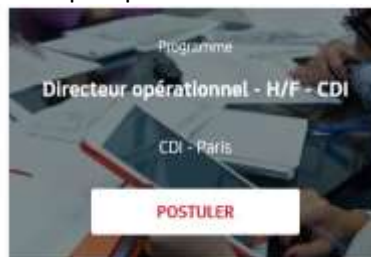 Programme
Directeur opérationnel - H/F - CDI
CDI - Paris
POSTULER